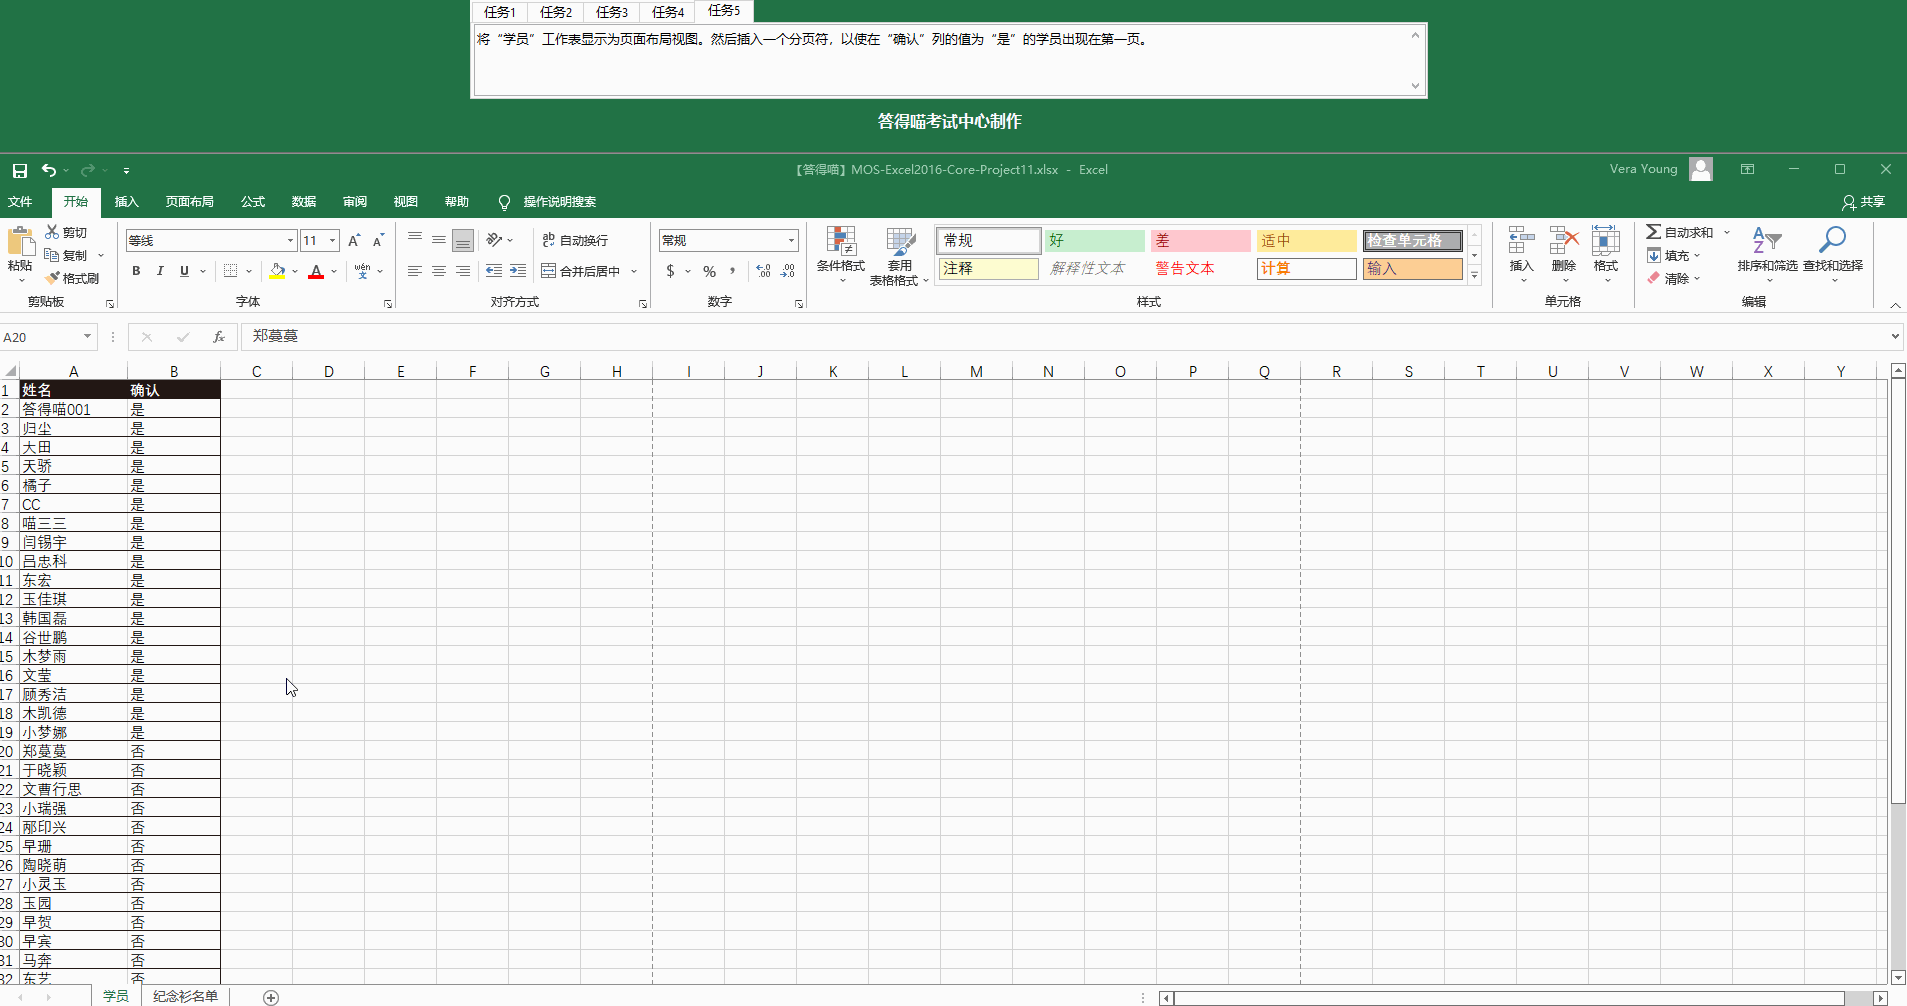 任务1 任务2 任务3 任务4 任务5
将“学员”工作表显示为页面布局视图。然后插入一个分页符，以使在“确认”列的值为“是”的学员出现在第一页。
答得喵考试中心制作
【答得喵】MOS-Excel2016-Core-Project11.xlsx - Excel
Vera Young
文件 开始 插入 页面布局 公式 数据 审阅 视图 帮助 操作说明搜索 共享
粘贴 剪切 复制 格式刷 剪贴板
等线 11 B I U wén 文 字体
ab 自动换行 合并后居中 对齐方式
常规 $ % , .0 .00 数字
条件格式 套用 表格格式
常规 好 差 适中 检查单元格
注释 解释性文本 警告文本 计算 输入
样式
插入 删除 格式 单元格
自动求和 填充 清除 排序和筛选 查找和选择 编辑
A20 fx 郑蔓蔓
A B C D E F G H I J K L M N O P Q R S T U V W X Y
1 姓名 确认
2 答得喵001 是
3 归尘 是
4 大田 是
5 天骄 是
6 橘子 是
7 CC 是
8 喵三三 是
9 闫锡宇 是
10 吕忠科 是
11 东宏 是
12 玉佳琪 是
13 韩国磊 是
14 谷世鹏 是
15 木梦雨 是
16 文莹 是
17 顾秀洁 是
18 木凯德 是
19 小梦娜 是
20 郑蔓蔓 否
21 于晓颖 否
22 文曹行思 否
23 小瑞强 否
24 邴印兴 否
25 早珊 否
26 陶晓萌 否
27 小灵玉 否
28 玉园 否
29 早贺 否
30 早宾 否
31 马奔 否
32 东艺 否
学员 纪念衫名单